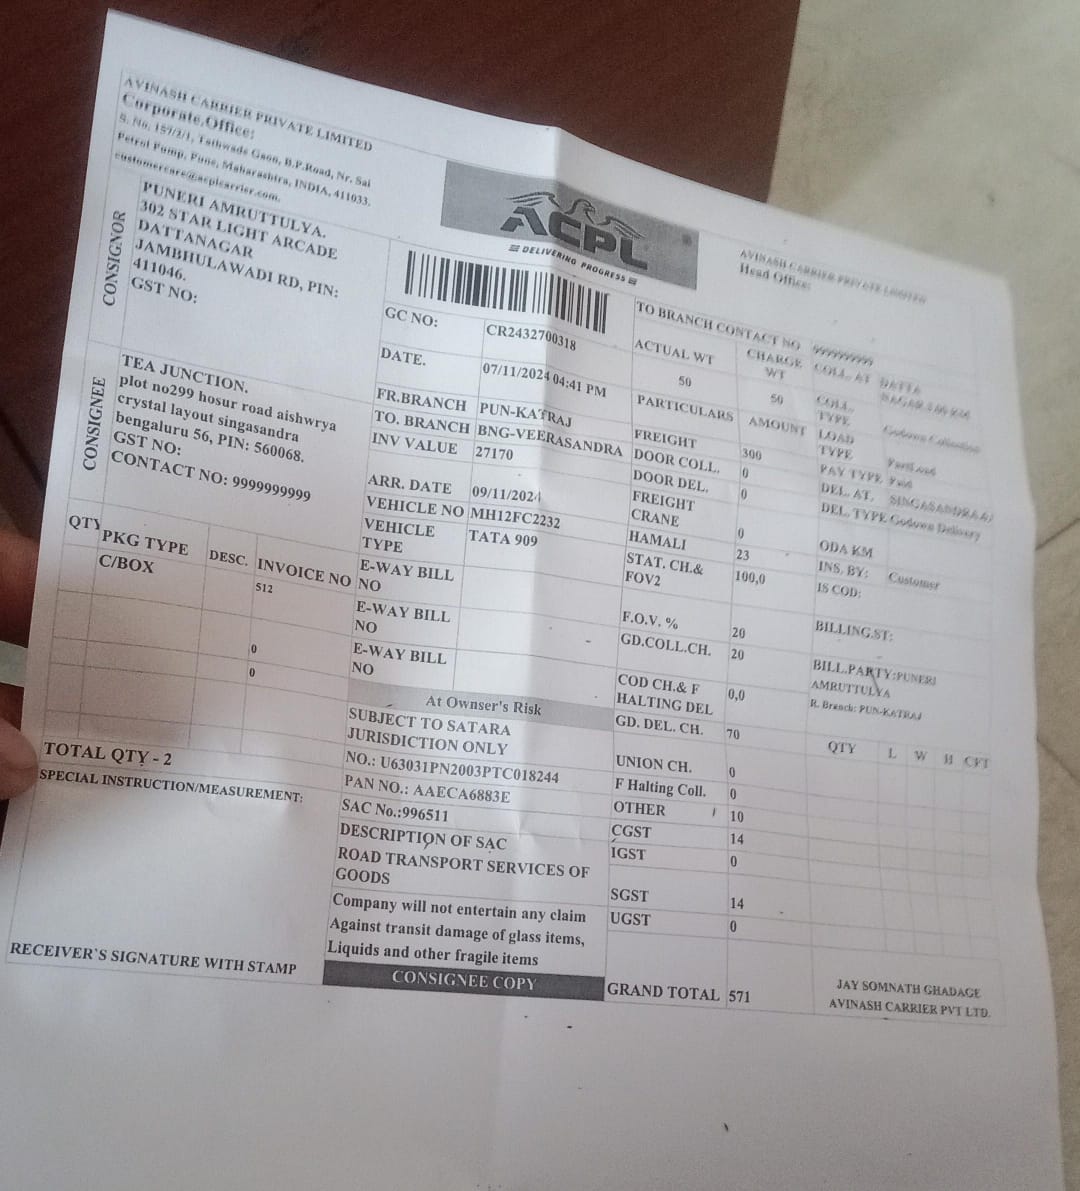 AVINASH CARRIER PRIVATE LIMITED
Corporate.Office:
S. No. 157/2/1, Tathwade Gaon, B.P.Road, Nr. Sai
Petrol Pump, Pune, Maharashtra, INDIA, 411033.
customercare@acplcarrier.com.
ACPL
DELIVERING PROGRESS
AVINASH CARRIER PRIVATE LIMITED
Head Office:
CONSIGNOR
PUNERI AMRUTTULYA.
302 STAR LIGHT ARCADE
DATTANAGAR
JAMBHULAWADI RD, PIN:
411046.
GST NO:
CONSIGNEE
TEA JUNCTION.
plot no299 hosur road aishwrya
crystal layout singasandra
bengaluru 56, PIN: 560068.
GST NO:
CONTACT NO: 9999999999
GC NO: CR2432700318
DATE. 07/11/2024 04:41 PM
FR.BRANCH PUN-KATRAJ
TO. BRANCH BNG-VEERASANDRA
INV VALUE 27170
ARR. DATE 09/11/2024
VEHICLE NO MH12FC2232
VEHICLE TYPE TATA 909
E-WAY BILL NO
E-WAY BILL NO
E-WAY BILL NO
QTY PKG TYPE DESC. INVOICE NO
C/BOX 512
0
0
TOTAL QTY - 2
SPECIAL INSTRUCTION/MEASUREMENT:
RECEIVER'S SIGNATURE WITH STAMP
At Ownser's Risk
SUBJECT TO SATARA
JURISDICTION ONLY
NO.: U63031PN2003PTC018244
PAN NO.: AAECA6883E
SAC No.:996511
DESCRIPTION OF SAC
ROAD TRANSPORT SERVICES OF
GOODS
Company will not entertain any claim
Against transit damage of glass items,
Liquids and other fragile items
CONSIGNEE COPY
TO BRANCH CONTACT NO 9999999999
ACTUAL WT CHARGE WT
50 50
PARTICULARS AMOUNT
FREIGHT 300
DOOR COLL. 0
DOOR DEL. 0
FREIGHT
CRANE 0
HAMALI 23
STAT. CH.& FOV2 100,0
F.O.V. % 20
GD.COLL.CH. 20
COD CH.& F HALTING DEL 0,0
GD. DEL. CH. 70
UNION CH. 0
F Halting Coll. 0
OTHER 10
CGST 14
IGST 0
SGST 14
UGST 0
GRAND TOTAL 571
COLL. AT DATTA
COLL. TYPE Godown Collection
LOAD TYPE PartLoad
PAY TYPE Paid
DEL. AT. SINGASANDRA
DEL. TYPE Godown Delivery
ODA KM
INS. BY: Customer
IS COD:
BILLING.ST:
BILL.PARTY:PUNERI
AMRUTTULYA
R. Branch: PUN-KATRAJ
QTY L W H CFT
JAY SOMNATH GHADAGE
AVINASH CARRIER PVT LTD.